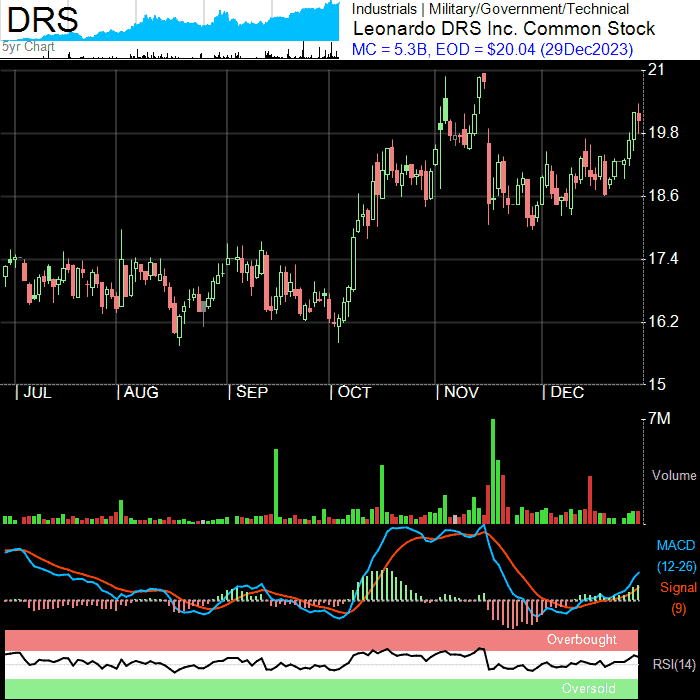 DRS
5yr Chart
Industrials | Military/Government/Technical
Leonardo DRS Inc. Common Stock
MC = 5.3B, EOD = $20.04 (29Dec2023)
21
19.8
18.6
17.4
16.2
15
JUL AUG SEP OCT NOV DEC
7M
Volume
MACD
(12-26)
Signal
(9)
Overbought
RSI(14)
Oversold